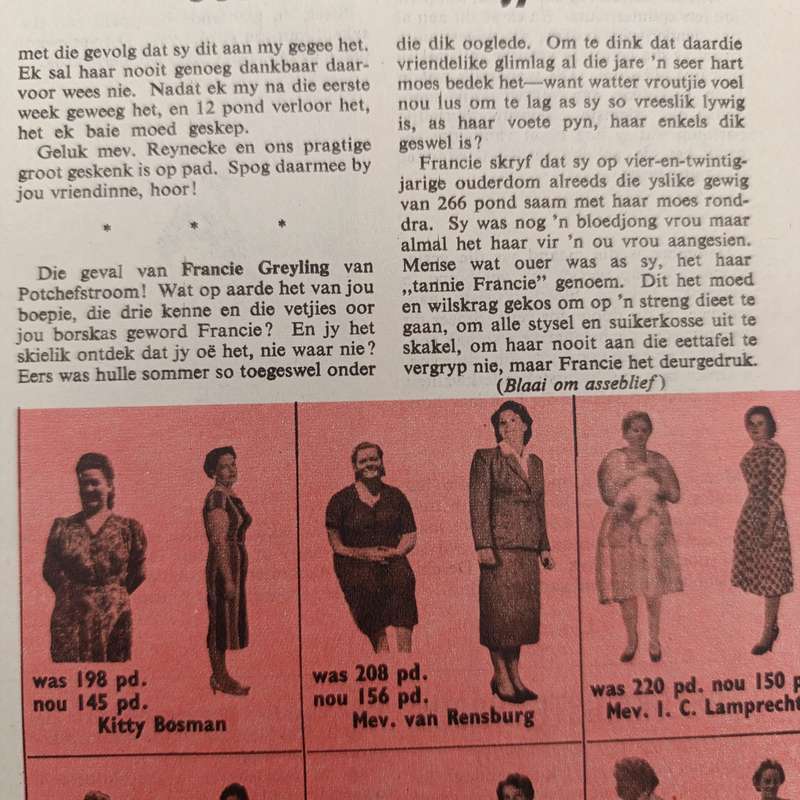 met die gevolg dat sy dit aan my gegee het.
Ek sal haar nooit genoeg dankbaar daar-
voor wees nie. Nadat ek my na die eerste
week geweeg het, en 12 pond verloor het,
het ek baie moed geskep.
Geluk mev. Reynecke en ons pragtige
groot geskenk is op pad. Spog daarmee by
jou vriendinne, hoor!
* * *
Die geval van Francie Greyling van
Potchefstroom! Wat op aarde het van jou
boepie, die drie kenne en die vetjies oor
jou borskas geword Francie? En jy het
skielik ontdek dat jy oë het, nie waar nie?
Eers was hulle sommer so toegeswel onder
die dik ooglede. Om te dink dat daardie
vriendelike glimlag al die jare 'n seer hart
moes bedek het—want watter vroutjie voel
nou lus om te lag as sy so vreeslik lywig
is, as haar voete pyn, haar enkels dik
geswel is?
Francie skryf dat sy op vier-en-twintig-
jarige ouderdom alreeds die yslike gewig
van 266 pond saam met haar moes rond-
dra. Sy was nog 'n bloedjong vrou maar
almal het haar vir 'n ou vrou aangesien.
Mense wat ouer was as sy, het haar
„tannie Francie” genoem. Dit het moed
en wilskrag gekos om op 'n streng dieet te
gaan, om alle stysel en suikerkosse uit te
skakel, om haar nooit aan die eettafel te
vergryp nie, maar Francie het deurgedruk.
(Blaai om asseblief)
was 198 pd.
nou 145 pd.
Kitty Bosman
was 208 pd.
nou 156 pd.
Mev. van Rensburg
was 220 pd. nou 150 p
Mev. I. C. Lamprecht